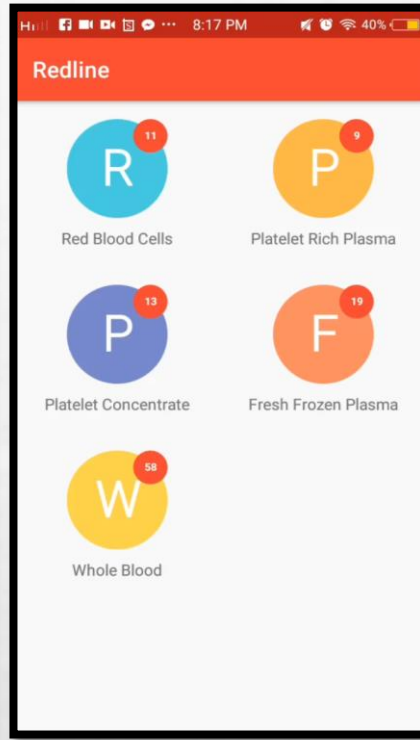 H 8:17 PM 40%
Redline
R 11 P 9
Red Blood Cells Platelet Rich Plasma
P 13 F 19
Platelet Concentrate Fresh Frozen Plasma
W 58
Whole Blood